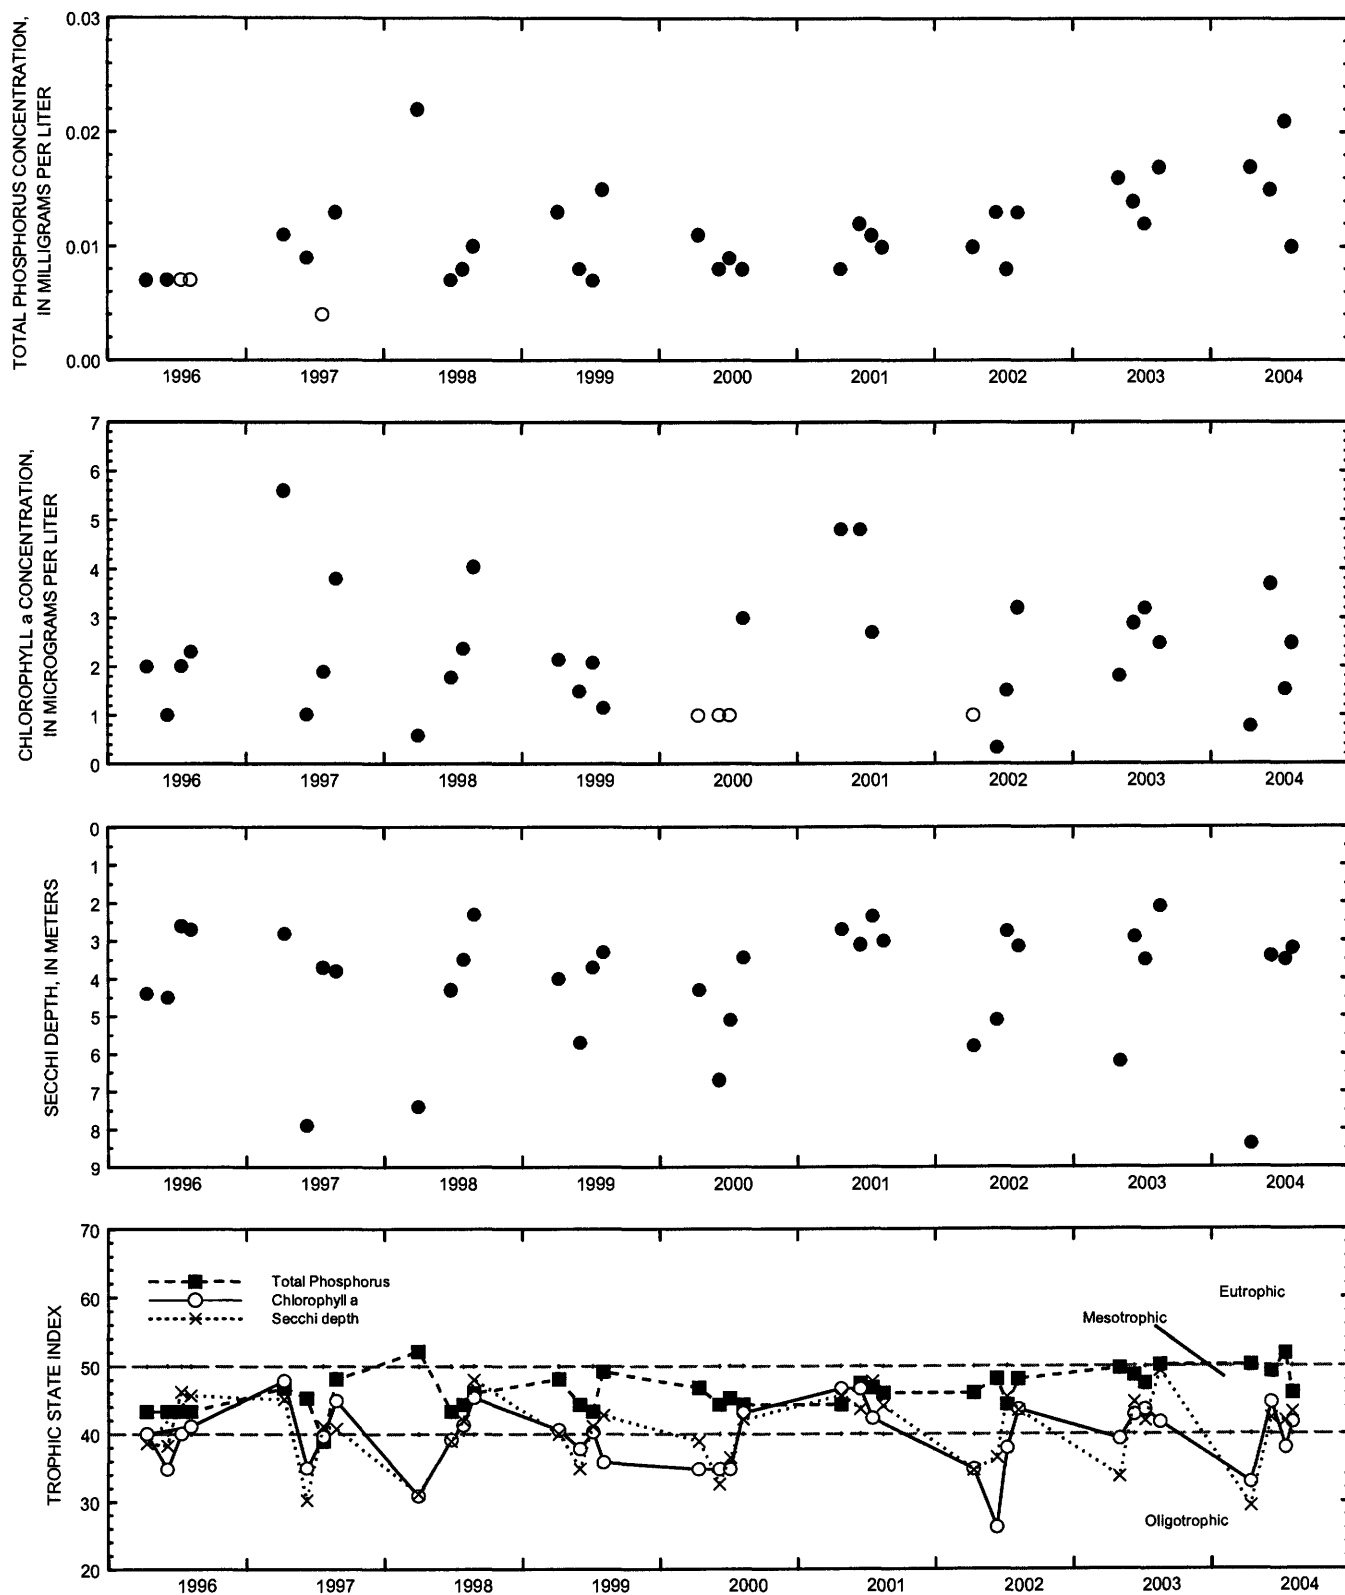 TOTAL PHOSPHORUS CONCENTRATION,
IN MILLIGRAMS PER LITER
0.03
0.02
0.01
0.00
1996 1997 1998 1999 2000 2001 2002 2003 2004
CHLOROPHYLL a CONCENTRATION,
IN MICROGRAMS PER LITER
7
6
5
4
3
2
1
0
1996 1997 1998 1999 2000 2001 2002 2003 2004
SECCHI DEPTH, IN METERS
0
1
2
3
4
5
6
7
8
9
1996 1997 1998 1999 2000 2001 2002 2003 2004
TROPHIC STATE INDEX
70
60
50
40
30
20
Total Phosphorus
Chlorophyll a
Secchi depth
Eutrophic
Mesotrophic
Oligotrophic
1996 1997 1998 1999 2000 2001 2002 2003 2004